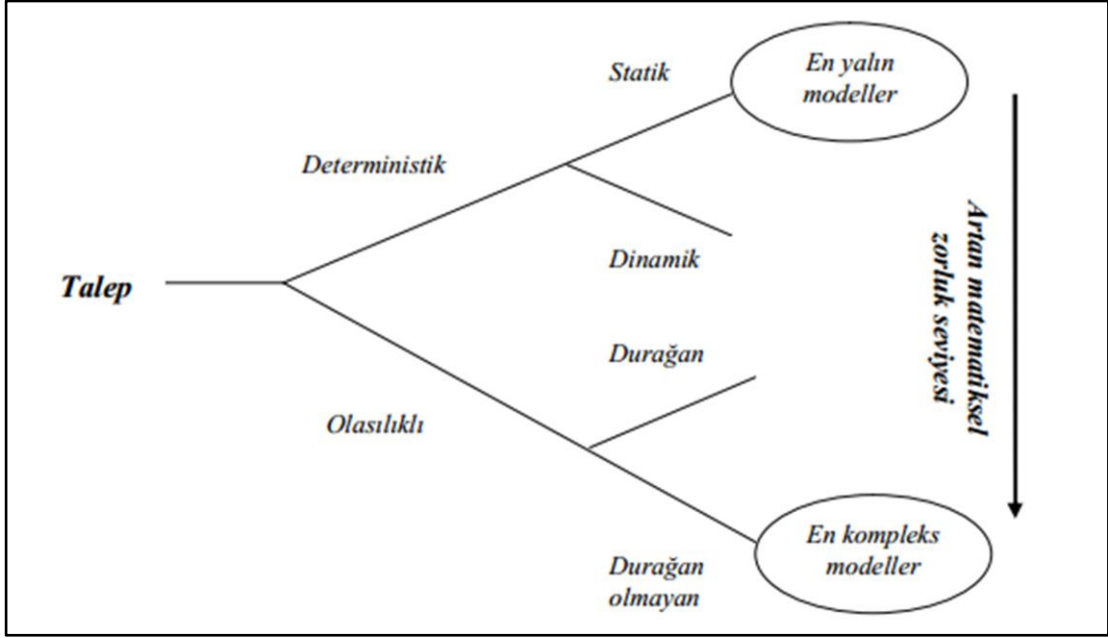 Statik
En yalın
modeller
Deterministik
Dinamik
Talep
Durağan
Olasılıklı
Durağan
olmayan
En kompleks
modeller
Artan matematiksel
zorluk seviyesi